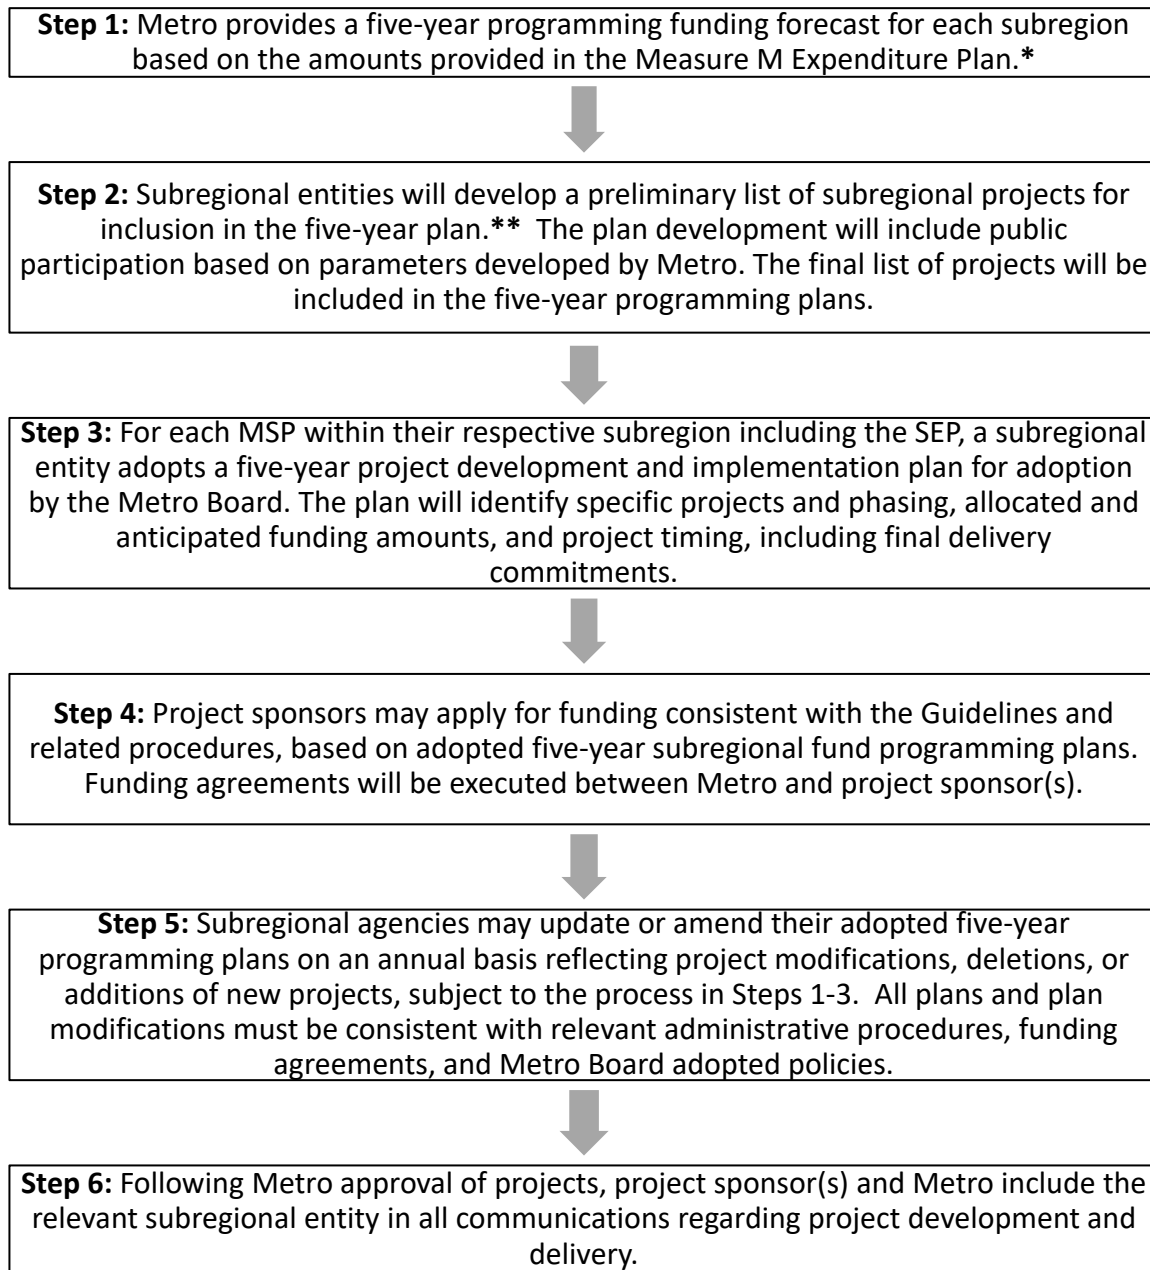 Step 1: Metro provides a five-year programming funding forecast for each subregion
based on the amounts provided in the Measure M Expenditure Plan.*
Step 2: Subregional entities will develop a preliminary list of subregional projects for
inclusion in the five-year plan.** The plan development will include public
participation based on parameters developed by Metro. The final list of projects will be
included in the five-year programming plans.
Step 3: For each MSP within their respective subregion including the SEP, a subregional
entity adopts a five-year project development and implementation plan for adoption
by the Metro Board. The plan will identify specific projects and phasing, allocated and
anticipated funding amounts, and project timing, including final delivery
commitments.
Step 4: Project sponsors may apply for funding consistent with the Guidelines and
related procedures, based on adopted five-year subregional fund programming plans.
Funding agreements will be executed between Metro and project sponsor(s).
Step 5: Subregional agencies may update or amend their adopted five-year
programming plans on an annual basis reflecting project modifications, deletions, or
additions of new projects, subject to the process in Steps 1-3. All plans and plan
modifications must be consistent with relevant administrative procedures, funding
agreements, and Metro Board adopted policies.
Step 6: Following Metro approval of projects, project sponsor(s) and Metro include the
relevant subregional entity in all communications regarding project development and
delivery.